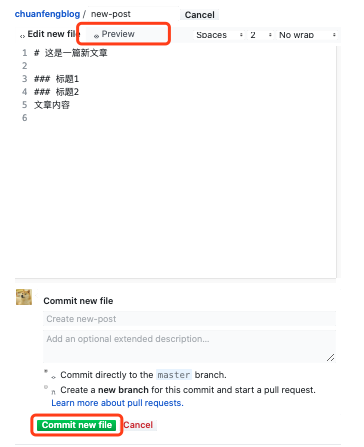 chuanfengblog / new-post Cancel
Edit new file Preview Spaces 2 No wrap
1 # 这是一篇新文章
2
3 ### 标题1
4 ### 标题2
5 文章内容
6
Commit new file
Create new-post
Add an optional extended description...
Commit directly to the master branch.
Create a new branch for this commit and start a pull request.
Learn more about pull requests.
Commit new file Cancel